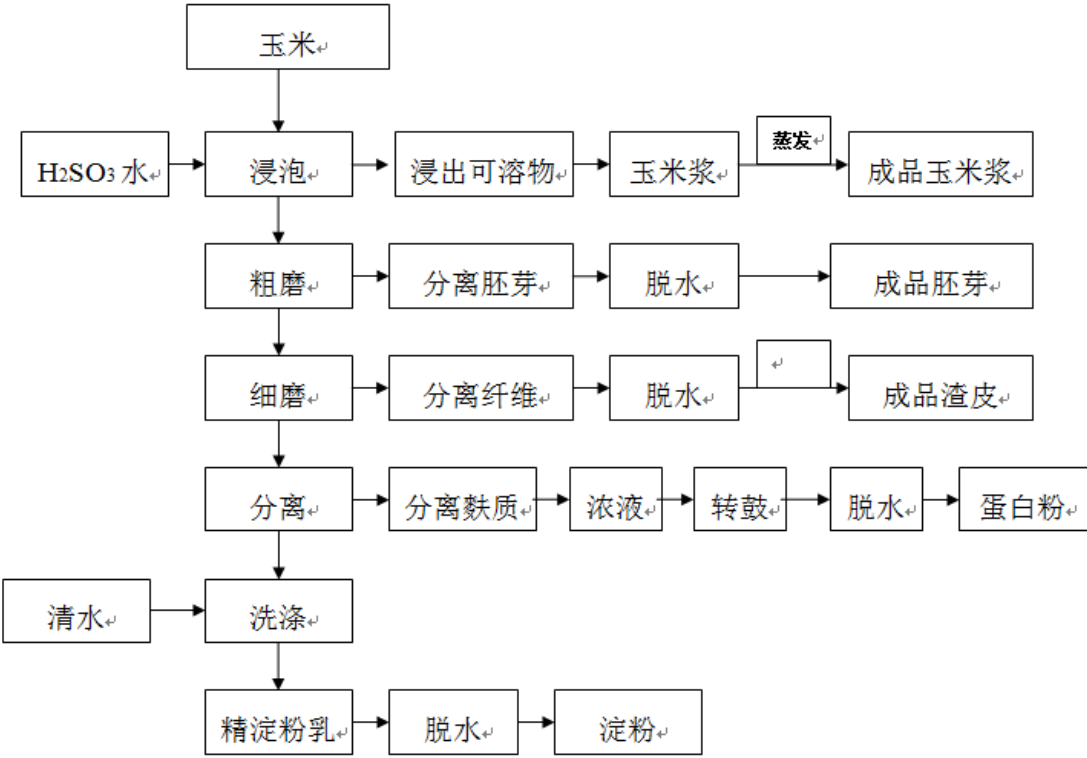 玉米
蒸发
H2SO3 水
浸泡
浸出可溶物
玉米浆
成品玉米浆
粗磨
分离胚芽
脱水
成品胚芽
细磨
分离纤维
脱水
成品渣皮
分离
分离麸质
浓液
转鼓
脱水
蛋白粉
清水
洗涤
精淀粉乳
脱水
淀粉